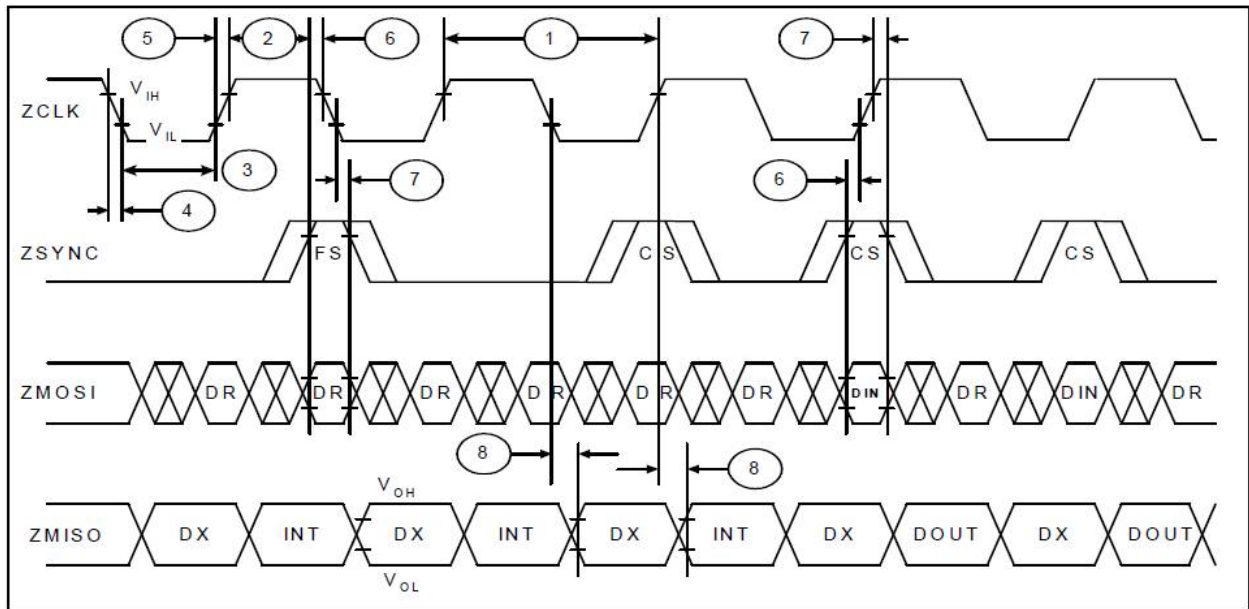 5 2 6 1 7
ZCLK
V IH
V IL
3 7 6
4
ZSYNC FS CS CS CS
ZMOSI DR DR DR DR DR DR DIN DR DIN DR
8 8
V OH
ZMISO DX INT DX INT DX INT DX DOUT DX DOUT
V OL